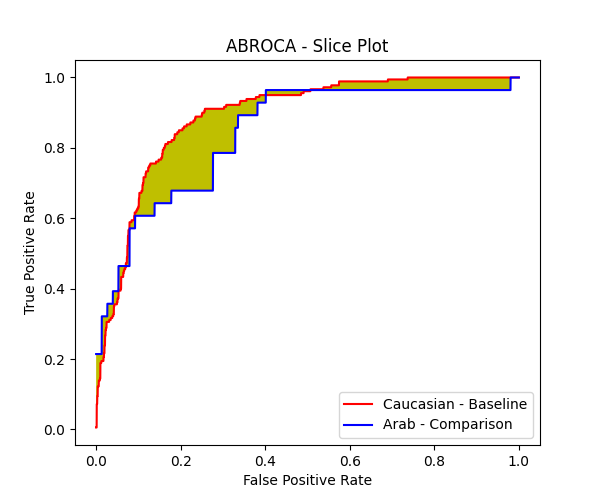 ABROCA - Slice Plot
True Positive Rate
1.0
0.8
0.6
0.4
0.2
0.0
0.0 0.2 0.4 0.6 0.8 1.0
False Positive Rate
Caucasian - Baseline
Arab - Comparison